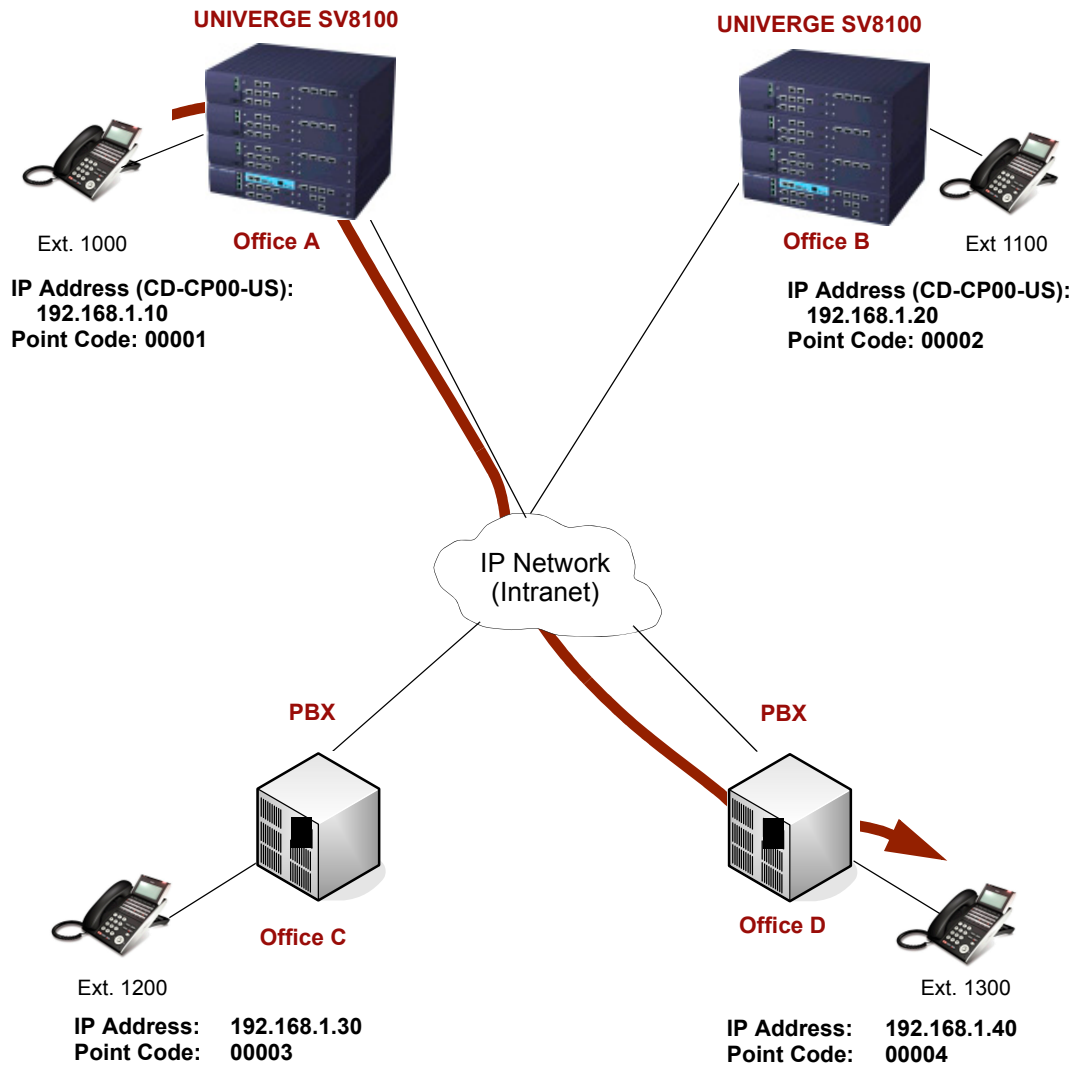 UNIVERGE SV8100
UNIVERGE SV8100
Ext. 1000
Office A
Office B
Ext 1100
IP Address (CD-CP00-US):
192.168.1.10
Point Code: 00001
IP Address (CD-CP00-US):
192.168.1.20
Point Code: 00002
IP Network
(Intranet)
PBX
PBX
Office C
Office D
Ext. 1200
Ext. 1300
IP Address: 192.168.1.30
Point Code: 00003
IP Address: 192.168.1.40
Point Code: 00004